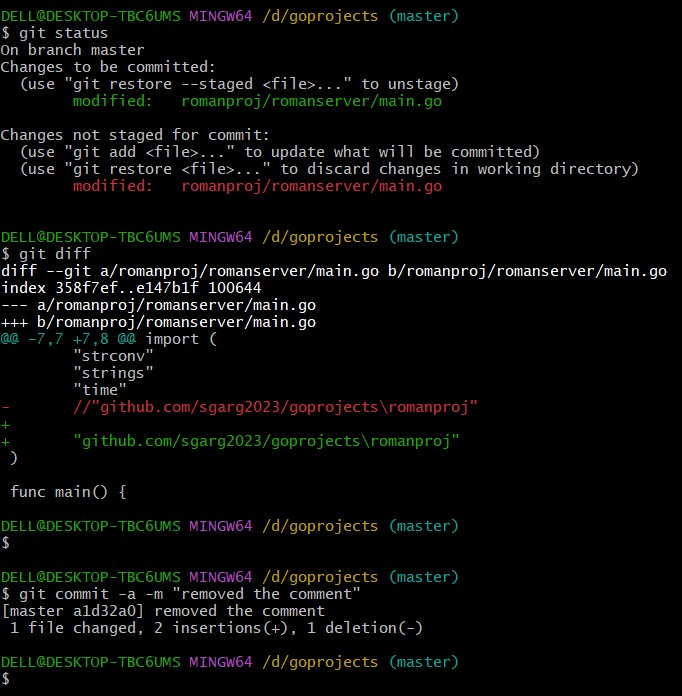 DELL@DESKTOP-TBC6UMS MINGW64 /d/goprojects (master)
$ git status
On branch master
Changes to be committed:
  (use "git restore --staged <file>..." to unstage)
        modified:   romanproj/romanserver/main.go

Changes not staged for commit:
  (use "git add <file>..." to update what will be committed)
  (use "git restore <file>..." to discard changes in working directory)
        modified:   romanproj/romanserver/main.go


DELL@DESKTOP-TBC6UMS MINGW64 /d/goprojects (master)
$ git diff
diff --git a/romanproj/romanserver/main.go b/romanproj/romanserver/main.go
index 358f7ef..e147b1f 100644
--- a/romanproj/romanserver/main.go
+++ b/romanproj/romanserver/main.go
@@ -7,7 +7,8 @@ import (
        "strconv"
        "strings"
        "time"
-       //"github.com/sgarg2023/goprojects\romanproj"
+
+       "github.com/sgarg2023/goprojects\romanproj"
 )

 func main() {

DELL@DESKTOP-TBC6UMS MINGW64 /d/goprojects (master)
$

DELL@DESKTOP-TBC6UMS MINGW64 /d/goprojects (master)
$ git commit -a -m "removed the comment"
[master a1d32a0] removed the comment
 1 file changed, 2 insertions(+), 1 deletion(-)

DELL@DESKTOP-TBC6UMS MINGW64 /d/goprojects (master)
$